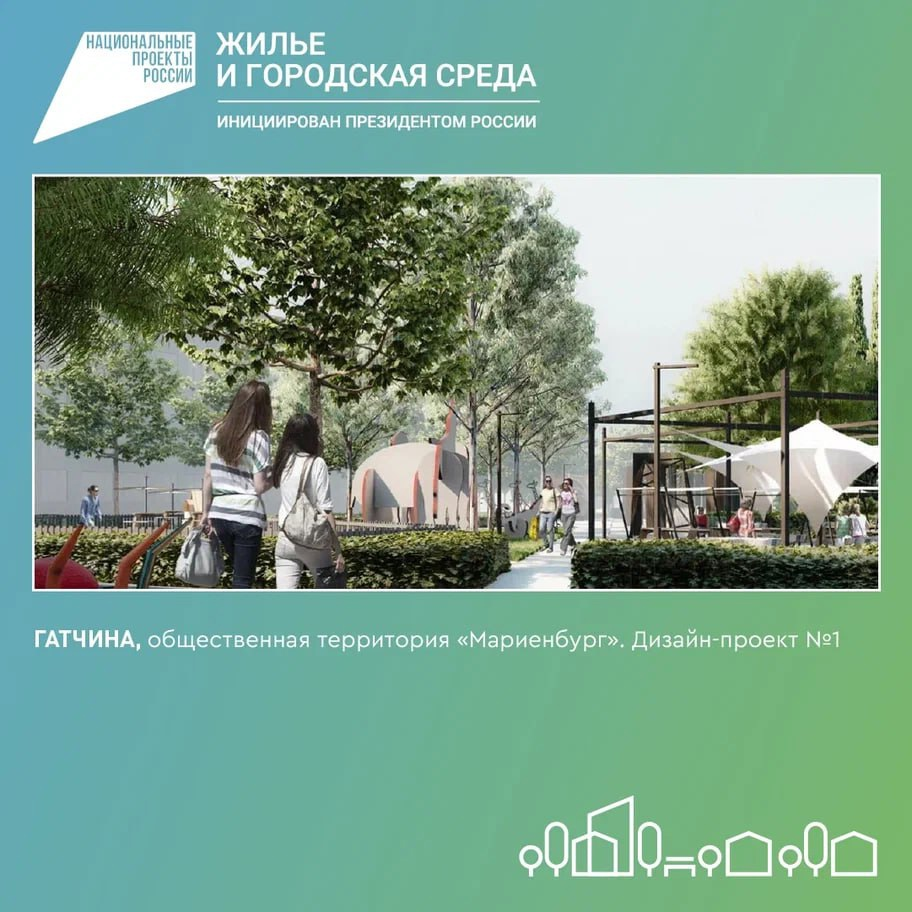 НАЦИОНАЛЬНЫЕ
ПРОЕКТЫ
РОССИИ
ЖИЛЬЕ
И ГОРОДСКАЯ СРЕДА
ИНИЦИИРОВАН ПРЕЗИДЕНТОМ РОССИИ
ГАТЧИНА, общественная территория «Мариенбург». Дизайн-проект №1